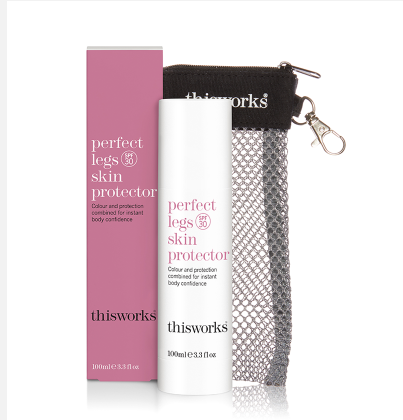 thisworks®
perfect
legs SPF 30
skin
protector
Colour and protection
combined for instant
body confidence
thisworks
100ml e 3.3 fl oz
perfect
legs SPF 30
skin
protector
Colour and protection
combined for instant
body confidence
thisworks®
100ml e 3.3 fl oz